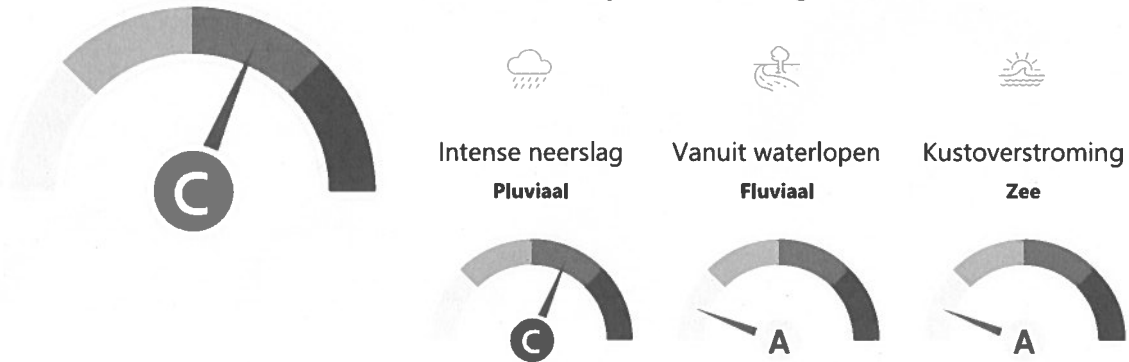 C
Intense neerslag
Pluviaal
C
Vanuit waterlopen
Fluviaal
A
Kustoverstroming
Zee
A